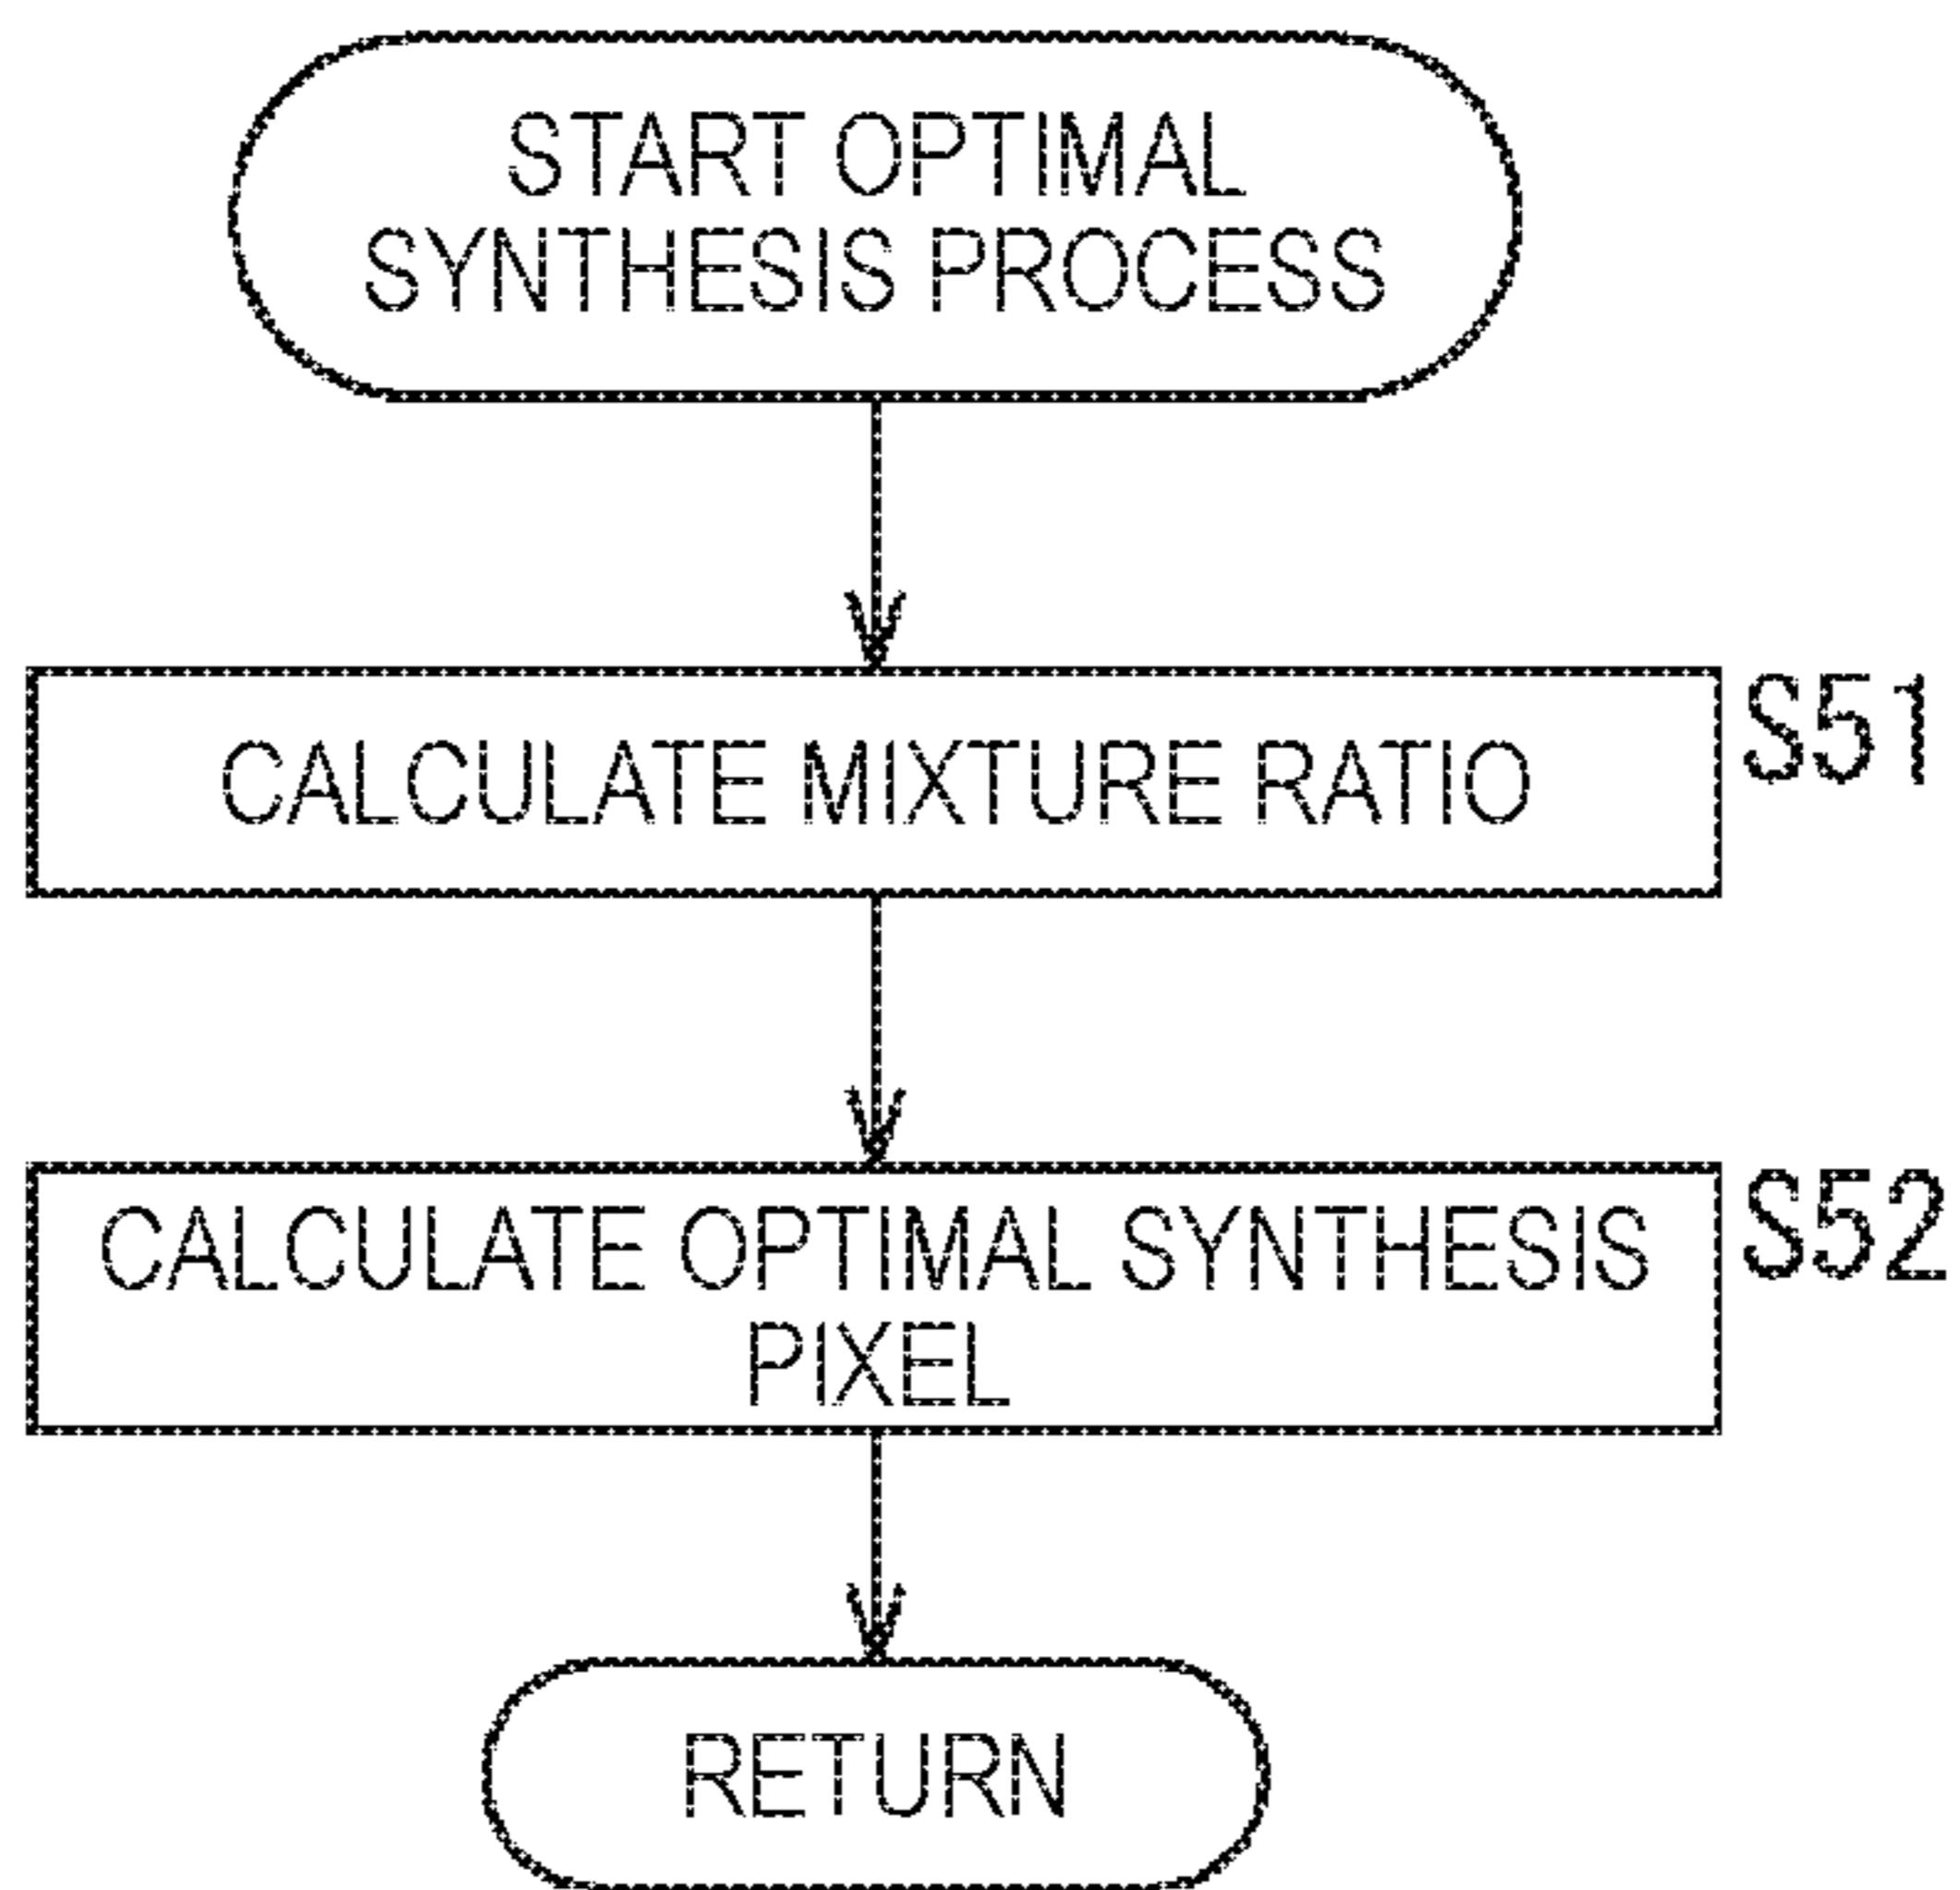 START OPTIMAL
SYNTHESIS PROCESS
CALCULATE MIXTURE RATIO
S51
CALCULATE OPTIMAL SYNTHESIS
PIXEL
S52
RETURN